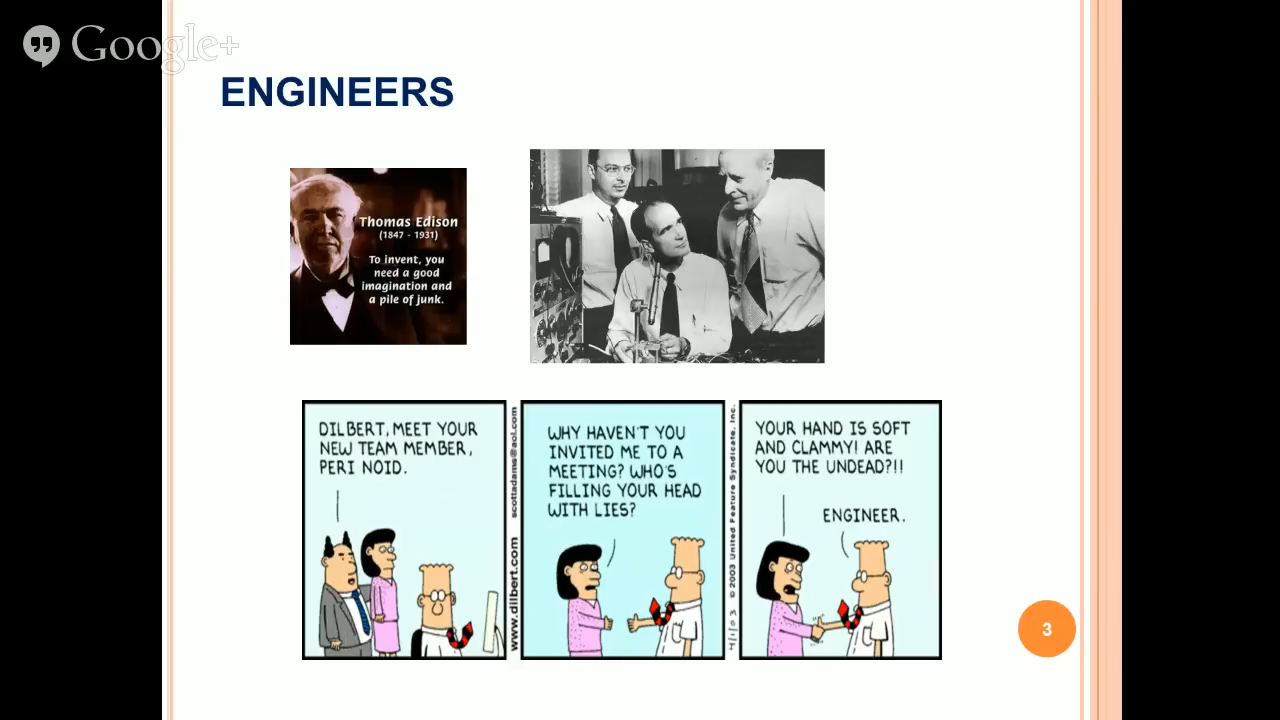 Google+
ENGINEERS
Thomas Edison
(1847 - 1931)
To invent, you
need a good
imagination and
a pile of junk.
DILBERT, MEET YOUR
NEW TEAM MEMBER,
PERI NOID.
www.dilbert.com scottadams@aol.com
WHY HAVEN'T YOU
INVITED ME TO A
MEETING? WHO'S
FILLING YOUR HEAD
WITH LIES?
4/1/03 © 2003 United Feature Syndicate, Inc.
YOUR HAND IS SOFT
AND CLAMMY! ARE
YOU THE UNDEAD?!!
ENGINEER.
3